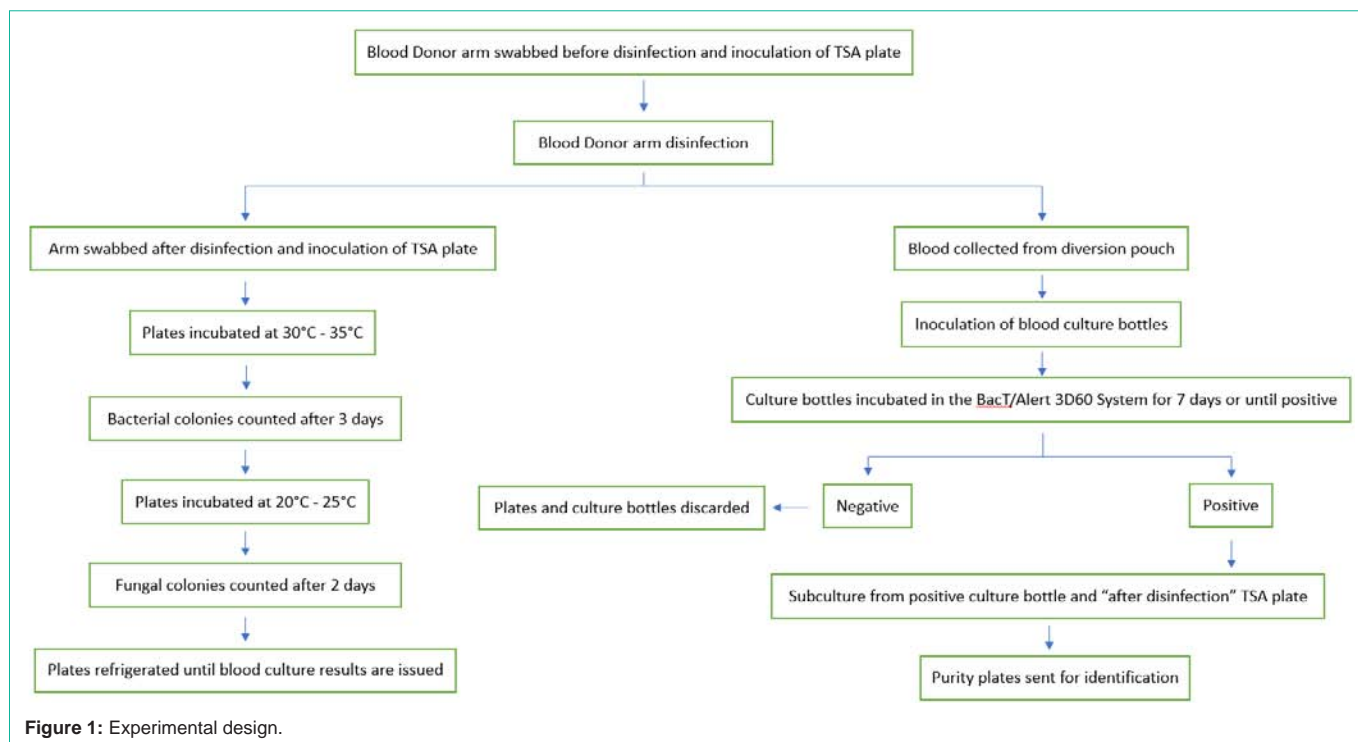 Blood Donor arm swabbed before disinfection and inoculation of TSA plate
Blood Donor arm disinfection
Arm swabbed after disinfection and inoculation of TSA plate
Plates incubated at 30°C - 35°C
Bacterial colonies counted after 3 days
Plates incubated at 20°C - 25°C
Fungal colonies counted after 2 days
Plates refrigerated until blood culture results are issued
Blood collected from diversion pouch
Inoculation of blood culture bottles
Culture bottles incubated in the BacT/Alert 3D60 System for 7 days or until positive
Negative
Plates and culture bottles discarded
Positive
Subculture from positive culture bottle and “after disinfection” TSA plate
Purity plates sent for identification
Figure 1: Experimental design.